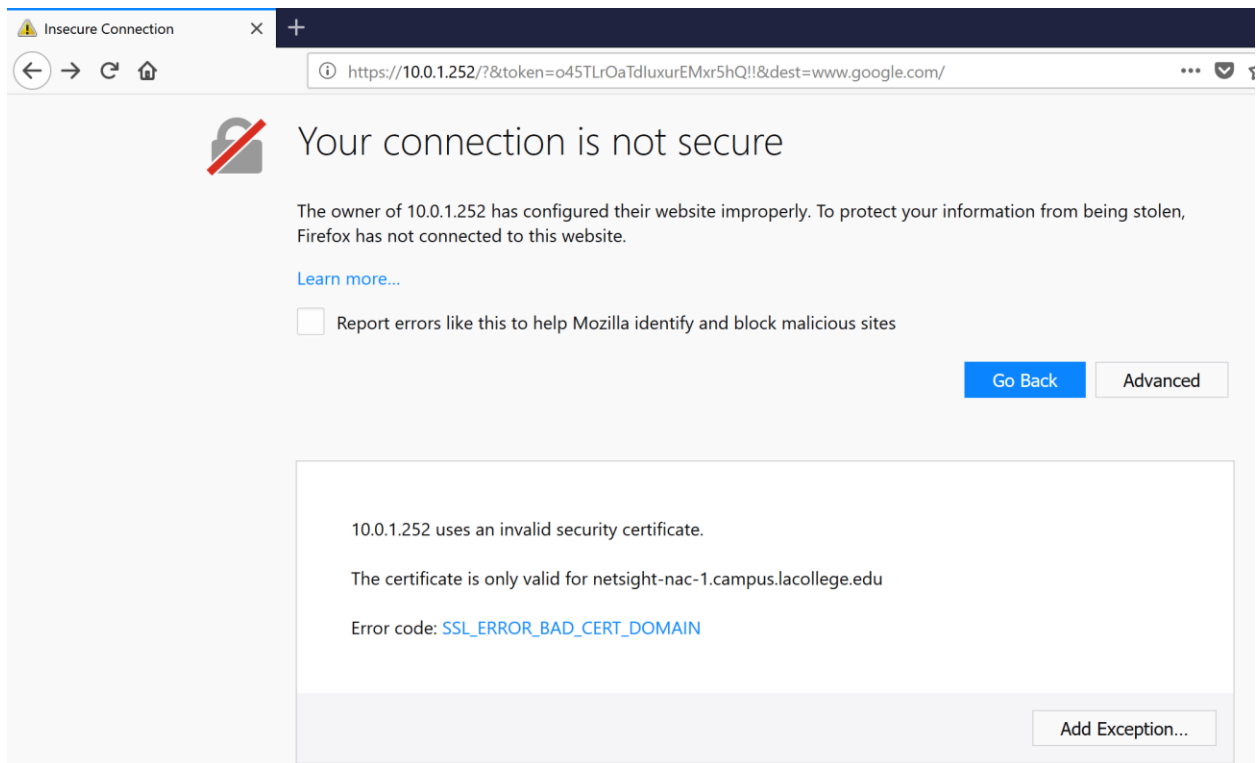 Insecure Connection
https://10.0.1.252/?&token=o45TLrOaTdIuxurEMxr5hQ!!&dest=www.google.com/
Your connection is not secure
The owner of 10.0.1.252 has configured their website improperly. To protect your information from being stolen,
Firefox has not connected to this website.
Learn more...
Report errors like this to help Mozilla identify and block malicious sites
Go Back
Advanced
10.0.1.252 uses an invalid security certificate.
The certificate is only valid for netsight-nac-1.campus.lacollege.edu
Error code: SSL_ERROR_BAD_CERT_DOMAIN
Add Exception...